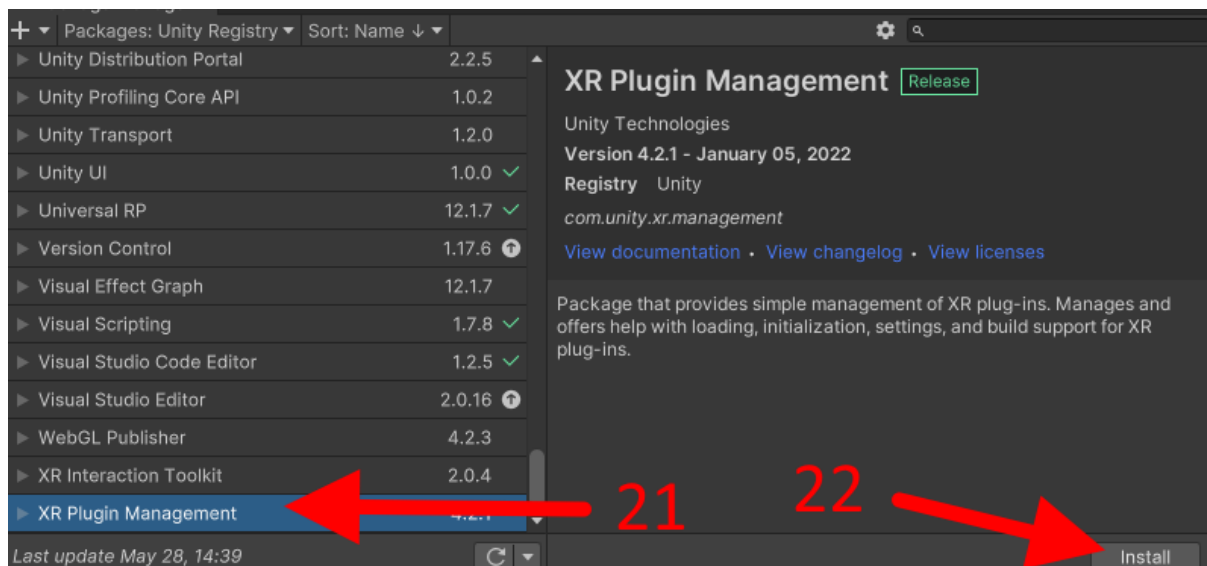 Packages: Unity Registry Sort: Name ↓
Unity Distribution Portal 2.2.5
Unity Profiling Core API 1.0.2
Unity Transport 1.2.0
Unity UI 1.0.0
Universal RP 12.1.7
Version Control 1.17.6
Visual Effect Graph 12.1.7
Visual Scripting 1.7.8
Visual Studio Code Editor 1.2.5
Visual Studio Editor 2.0.16
WebGL Publisher 4.2.3
XR Interaction Toolkit 2.0.4
XR Plugin Management
Last update May 28, 14:39
XR Plugin Management Release
Unity Technologies
Version 4.2.1 - January 05, 2022
Registry Unity
com.unity.xr.management
View documentation • View changelog • View licenses
Package that provides simple management of XR plug-ins. Manages and
offers help with loading, initialization, settings, and build support for XR
plug-ins.
21
22
Install